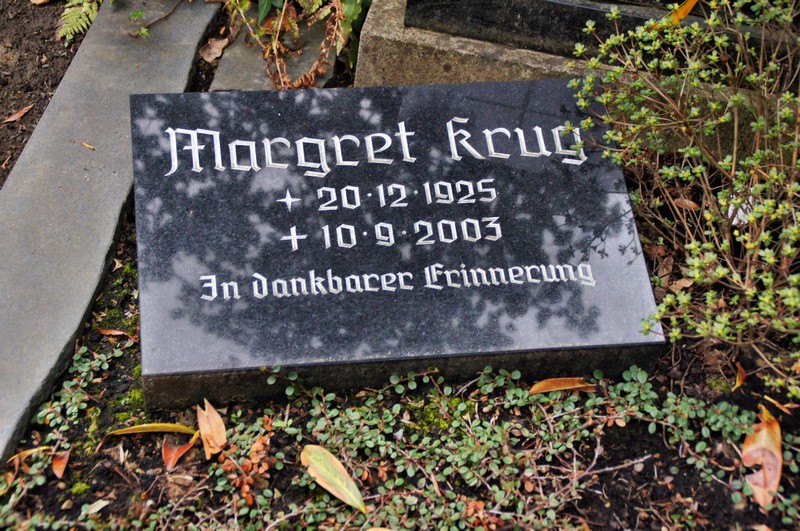 Margret Krug
✦ 20·12·1925
✝ 10·9·2003
In dankbarer Erinnerung